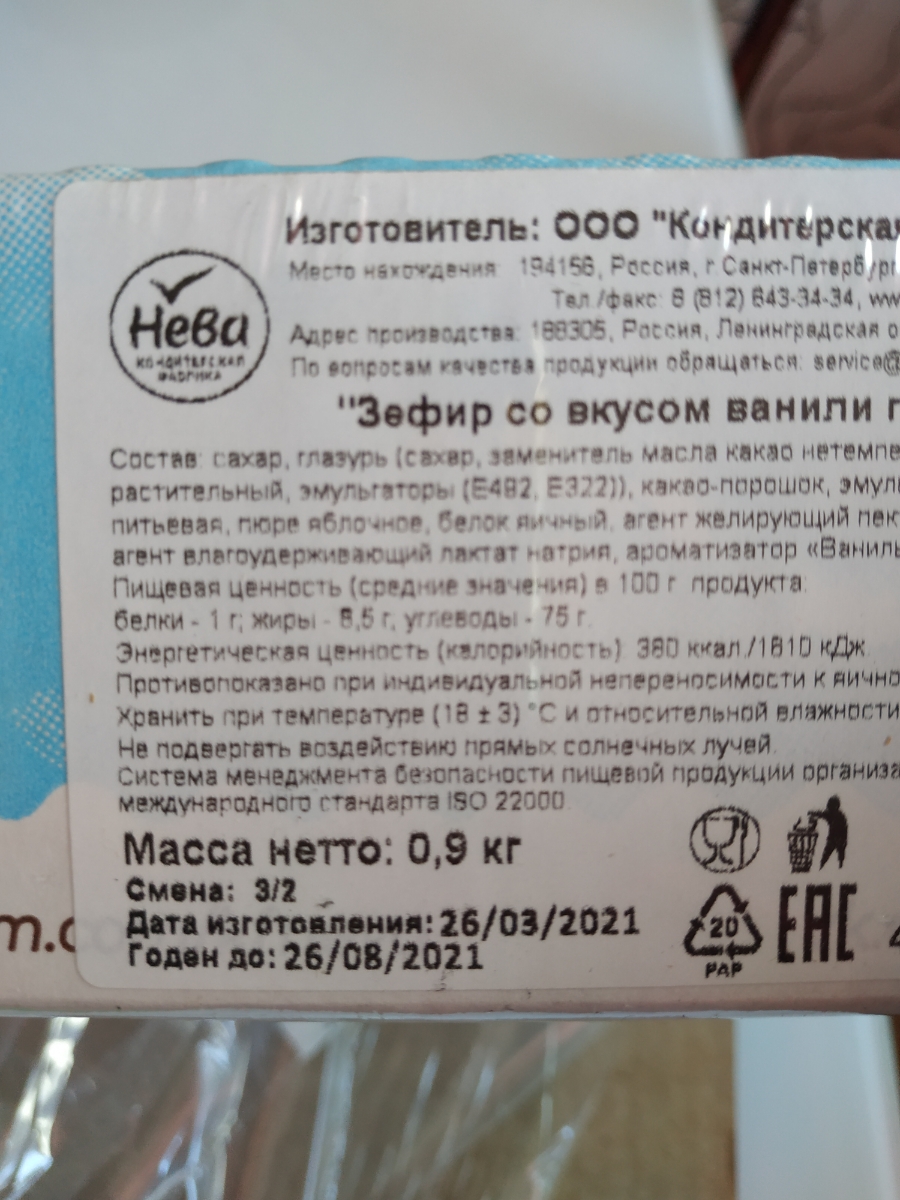 Изготовитель: ООО "Кондитерская
Место нахождения: 194156, Россия, г. Санкт-Петербург
Тел./факс: 8 (812) 643-34-34, ww
Нева
КОНДИТЕРСКАЯ
ФАБРИКА
Адрес производства: 188305, Россия, Ленинградская о
По вопросам качества продукции обращаться: service@
"Зефир со вкусом ванили г
Состав: сахар, глазурь (сахар, заменитель масла какао нетемпе
растительный, эмульгаторы (Е492, Е322)), какао-порошок, эмул
питьевая, пюре яблочное, белок яичный, агент желирующий пек
агент влагоудерживающий лактат натрия, ароматизатор «Ваниль
Пищевая ценность (средние значения) в 100 г продукта:
белки - 1 г; жиры - 8,5 г, углеводы - 75 г.
Энергетическая ценность (калорийность): 380 ккал./1610 кДж.
Противопоказано при индивидуальной непереносимости к яично
Хранить при температуре (18 ± 3) °С и относительной влажности
Не подвергать воздействию прямых солнечных лучей.
Система менеджмента безопасности пищевой продукции организа
международного стандарта ISO 22000.
Масса нетто: 0,9 кг
Смена: 3/2
Дата изготовления: 26/03/2021
Годен до: 26/08/2021
20
PAP
ЕАС
m.c